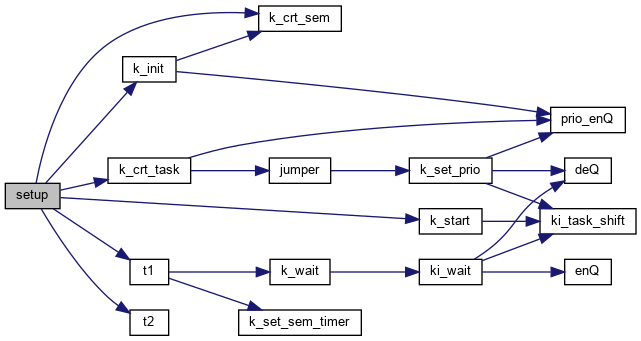 setup
k_crt_sem
k_init
k_crt_task
t1
t2
jumper
k_wait
k_set_sem_timer
k_set_prio
k_start
ki_wait
prio_enQ
deQ
ki_task_shift
enQ